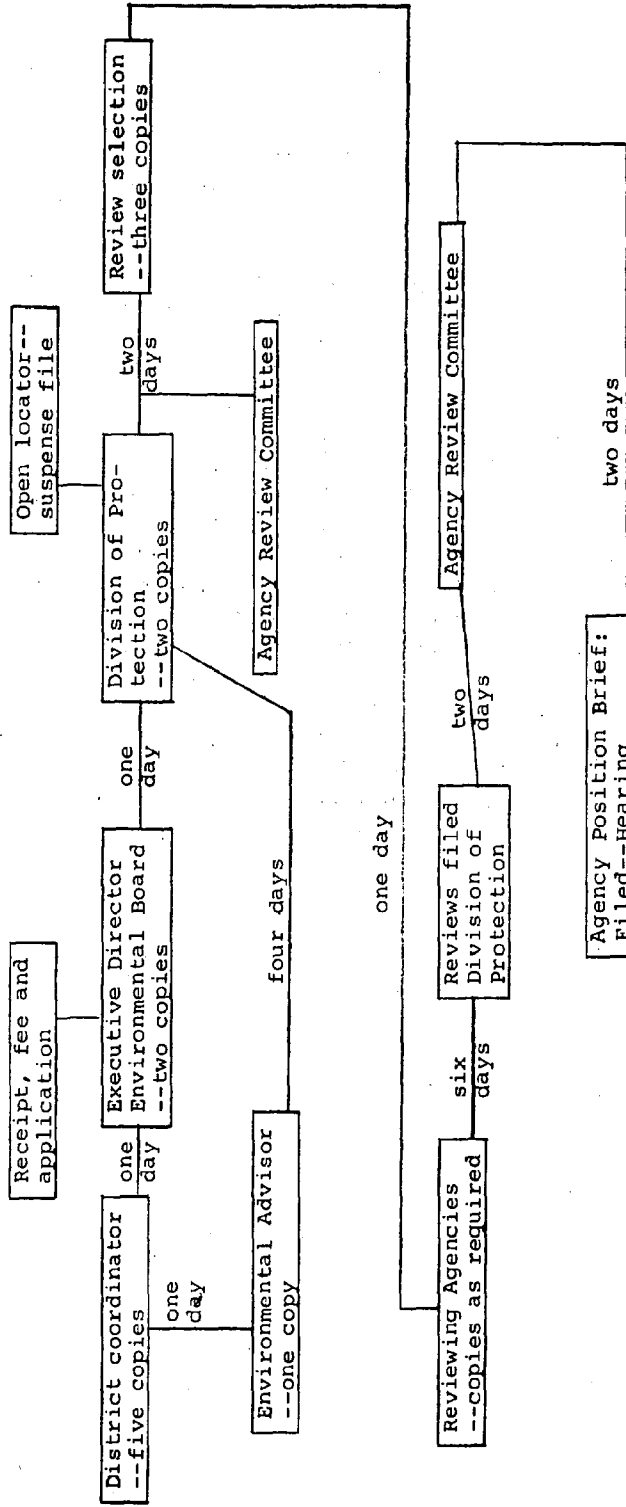 Receipt, fee and
application
Open locator--
suspense file
District coordinator
--five copies
one
day
Executive Director
Environmental Board
--two copies
one
day
Division of Pro-
tection
--two copies
two
days
Review selection
--three copies
one
day
Environmental Advisor
--one copy
four days
Agency Review Committee
one day
Reviewing Agencies
--copies as required
six
days
Reviews filed
Division of
Protection
two
days
Agency Review Committee
two days
Agency Position Brief:
Filed--Hearing